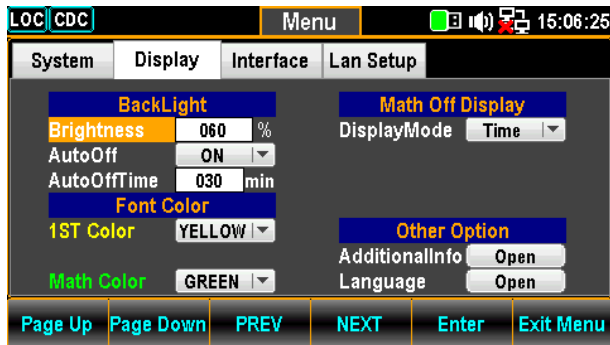 LOC CDC Menu 15:06:25
System Display Interface Lan Setup
BackLight
Brightness 060 %
AutoOff ON
AutoOffTime 030 min
Font Color
1ST Color YELLOW
Math Color GREEN
Math Off Display
DisplayMode Time
Other Option
AdditionalInfo Open
Language Open
Page Up Page Down PREV NEXT Enter Exit Menu